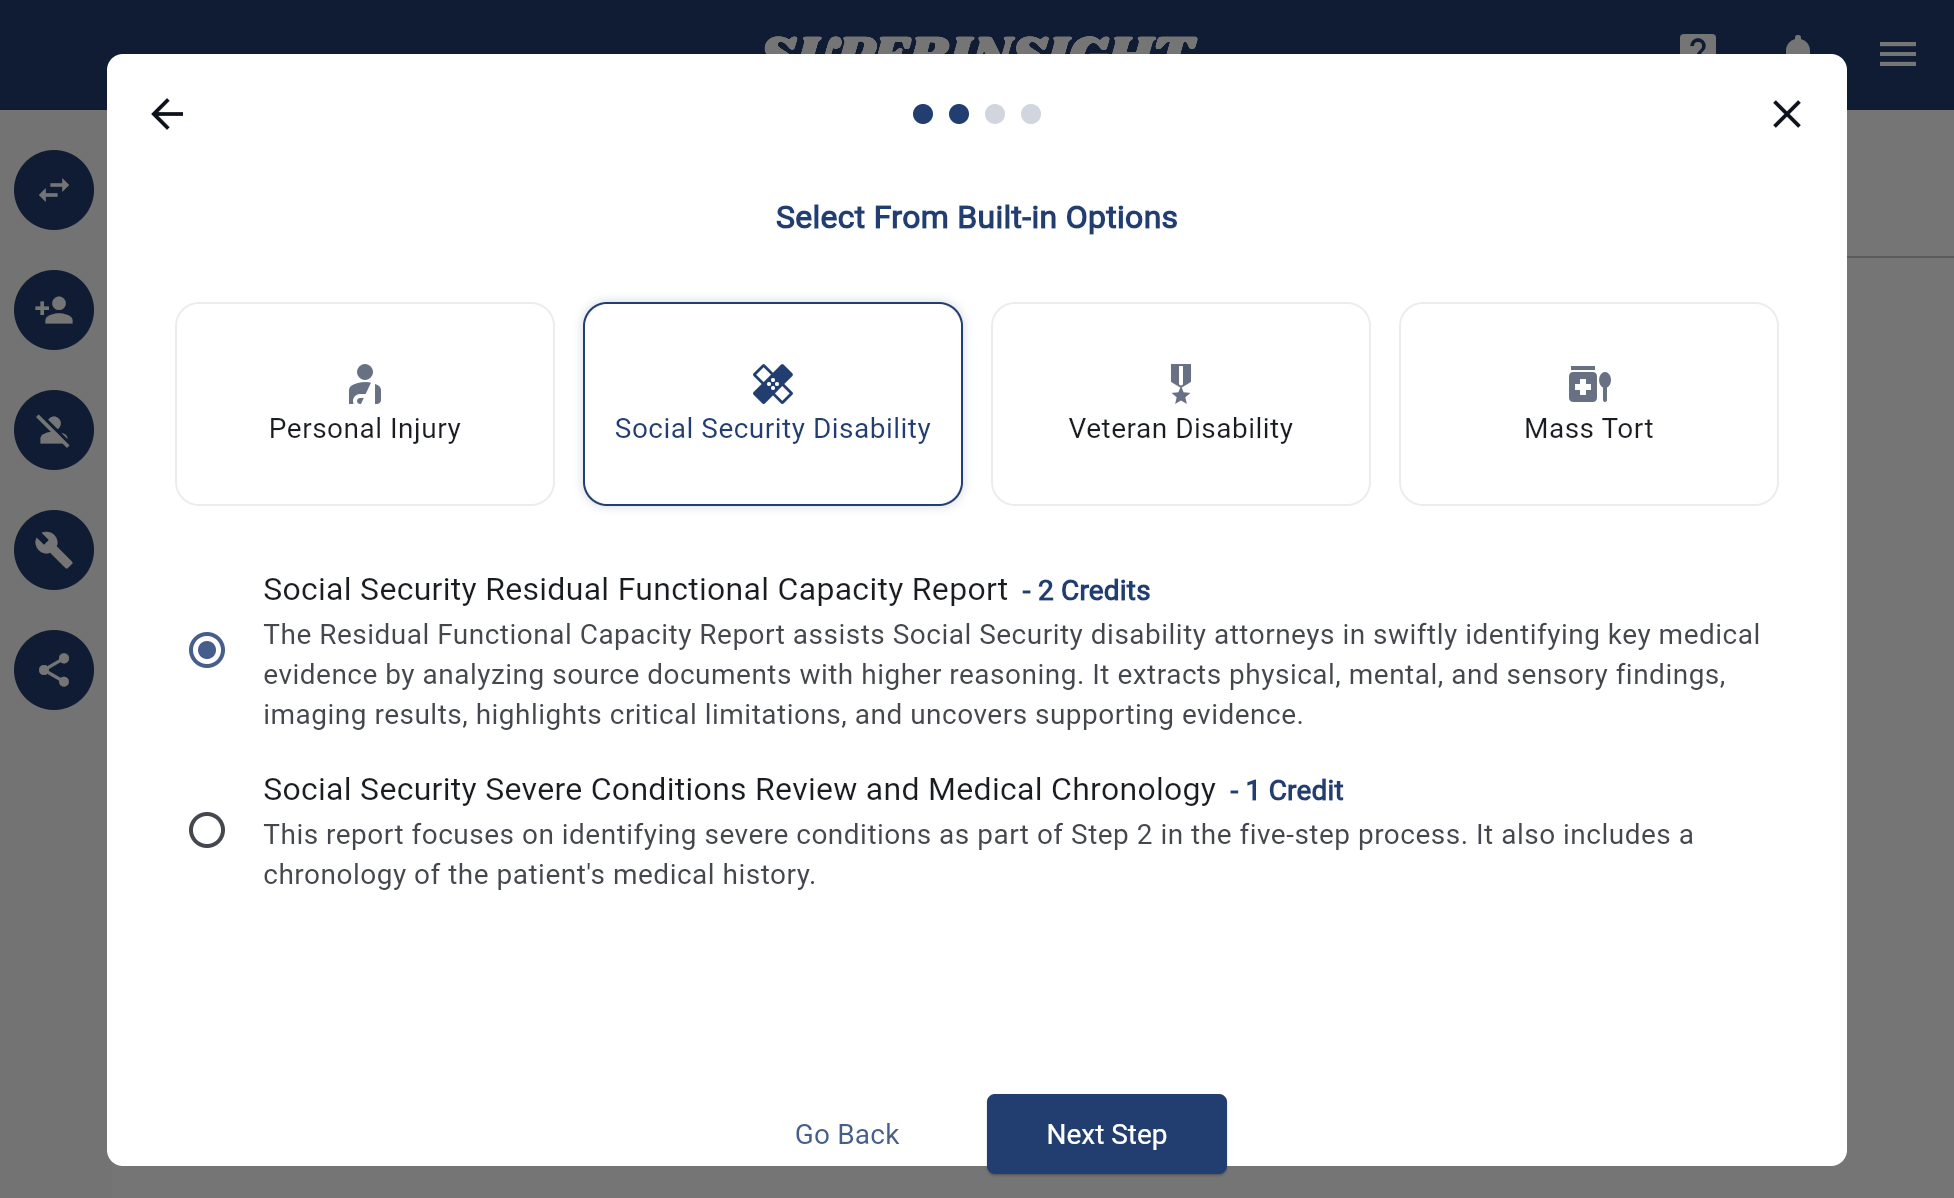 SUPERINSIGHT
Select From Built-in Options
Personal Injury
Social Security Disability
Veteran Disability
Mass Tort
Social Security Residual Functional Capacity Report - 2 Credits
The Residual Functional Capacity Report assists Social Security disability attorneys in swiftly identifying key medical
evidence by analyzing source documents with higher reasoning. It extracts physical, mental, and sensory findings,
imaging results, highlights critical limitations, and uncovers supporting evidence.
Social Security Severe Conditions Review and Medical Chronology - 1 Credit
This report focuses on identifying severe conditions as part of Step 2 in the five-step process. It also includes a
chronology of the patient's medical history.
Go Back
Next Step